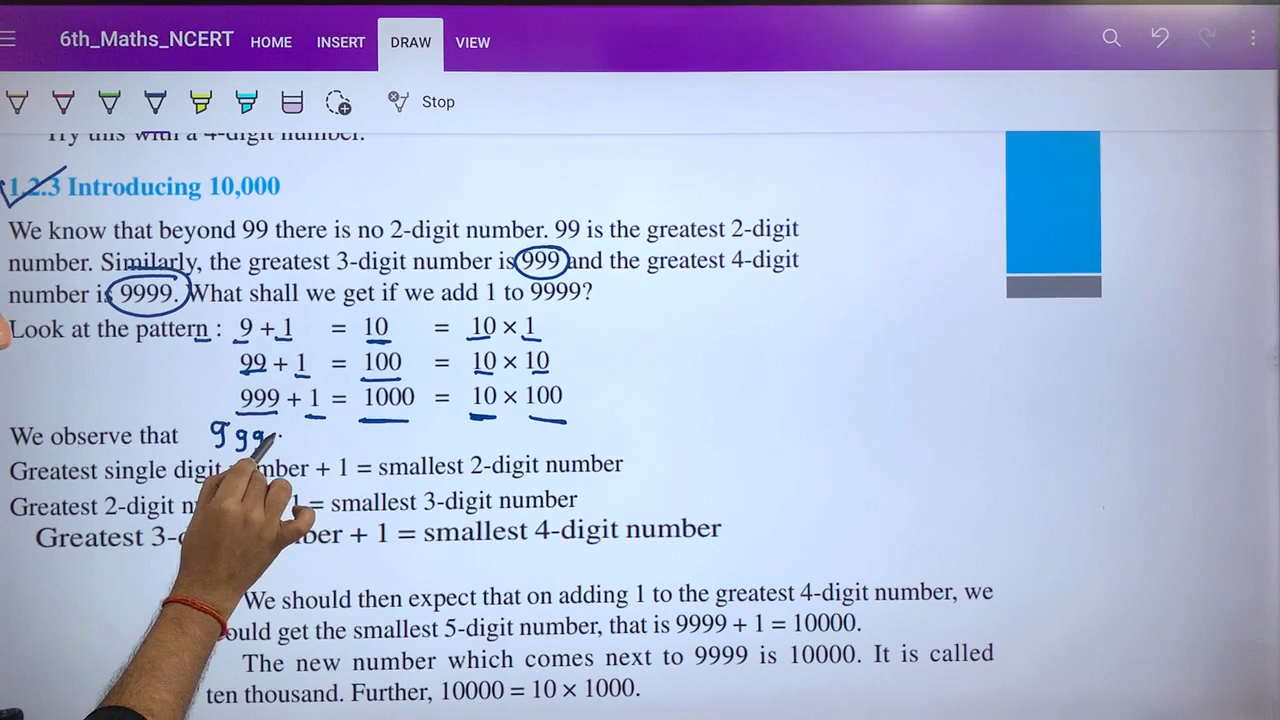 6th_Maths_NCERT HOME INSERT DRAW VIEW
Stop
Try this with a 4-digit number.
1.2.3 Introducing 10,000
We know that beyond 99 there is no 2-digit number. 99 is the greatest 2-digit
number. Similarly, the greatest 3-digit number is 999 and the greatest 4-digit
number is 9999. What shall we get if we add 1 to 9999?
Look at the pattern : 9 + 1 = 10 = 10 × 1
99 + 1 = 100 = 10 × 10
999 + 1 = 1000 = 10 × 100
We observe that 999
Greatest single digit number + 1 = smallest 2-digit number
Greatest 2-digit 1 = smallest 3-digit number
Greatest 3- + 1 = smallest 4-digit number
We should then expect that on adding 1 to the greatest 4-digit number, we
would get the smallest 5-digit number, that is 9999 + 1 = 10000.
The new number which comes next to 9999 is 10000. It is called
ten thousand. Further, 10000 = 10 × 1000.